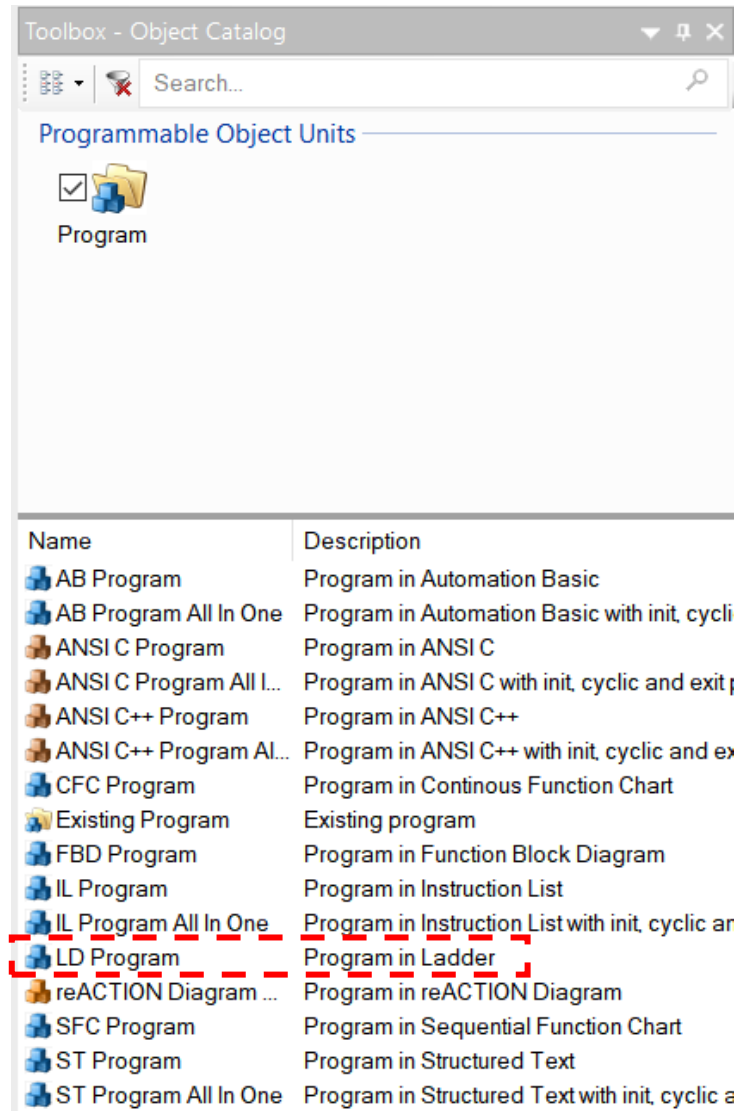 Toolbox - Object Catalog
Search...
Programmable Object Units
Program
Name Description
AB Program Program in Automation Basic
AB Program All In One Program in Automation Basic with init, cycli
ANSI C Program Program in ANSI C
ANSI C Program All I... Program in ANSI C with init, cyclic and exit p
ANSI C++ Program Program in ANSI C++
ANSI C++ Program Al... Program in ANSI C++ with init, cyclic and ex
CFC Program Program in Continous Function Chart
Existing Program Existing program
FBD Program Program in Function Block Diagram
IL Program Program in Instruction List
IL Program All In One Program in Instruction List with init, cyclic an
LD Program Program in Ladder
reACTION Diagram ... Program in reACTION Diagram
SFC Program Program in Sequential Function Chart
ST Program Program in Structured Text
ST Program All In One Program in Structured Text with init, cyclic a